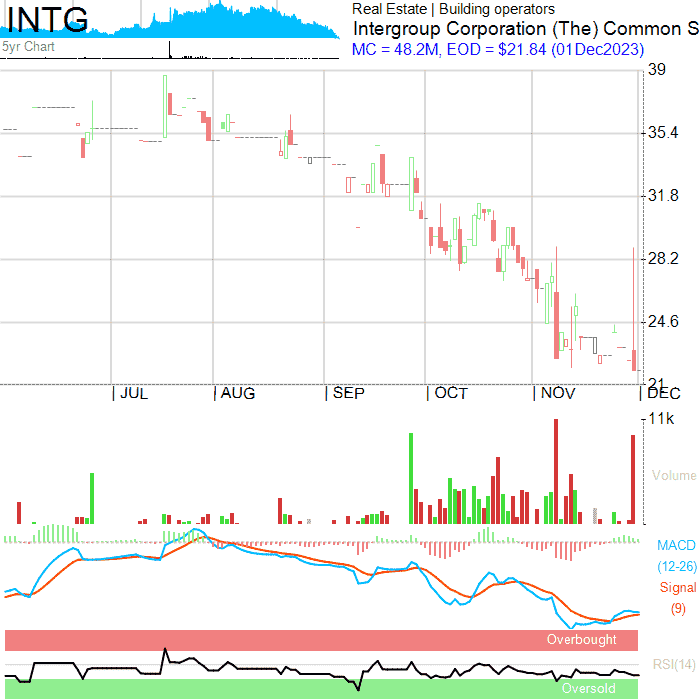 INTG
5yr Chart
Real Estate | Building operators
Intergroup Corporation (The) Common S
MC = 48.2M, EOD = $21.84 (01Dec2023)
39
35.4
31.8
28.2
24.6
21
JUL
AUG
SEP
OCT
NOV
DEC
11k
Volume
MACD
(12-26)
Signal
(9)
Overbought
RSI(14)
Oversold